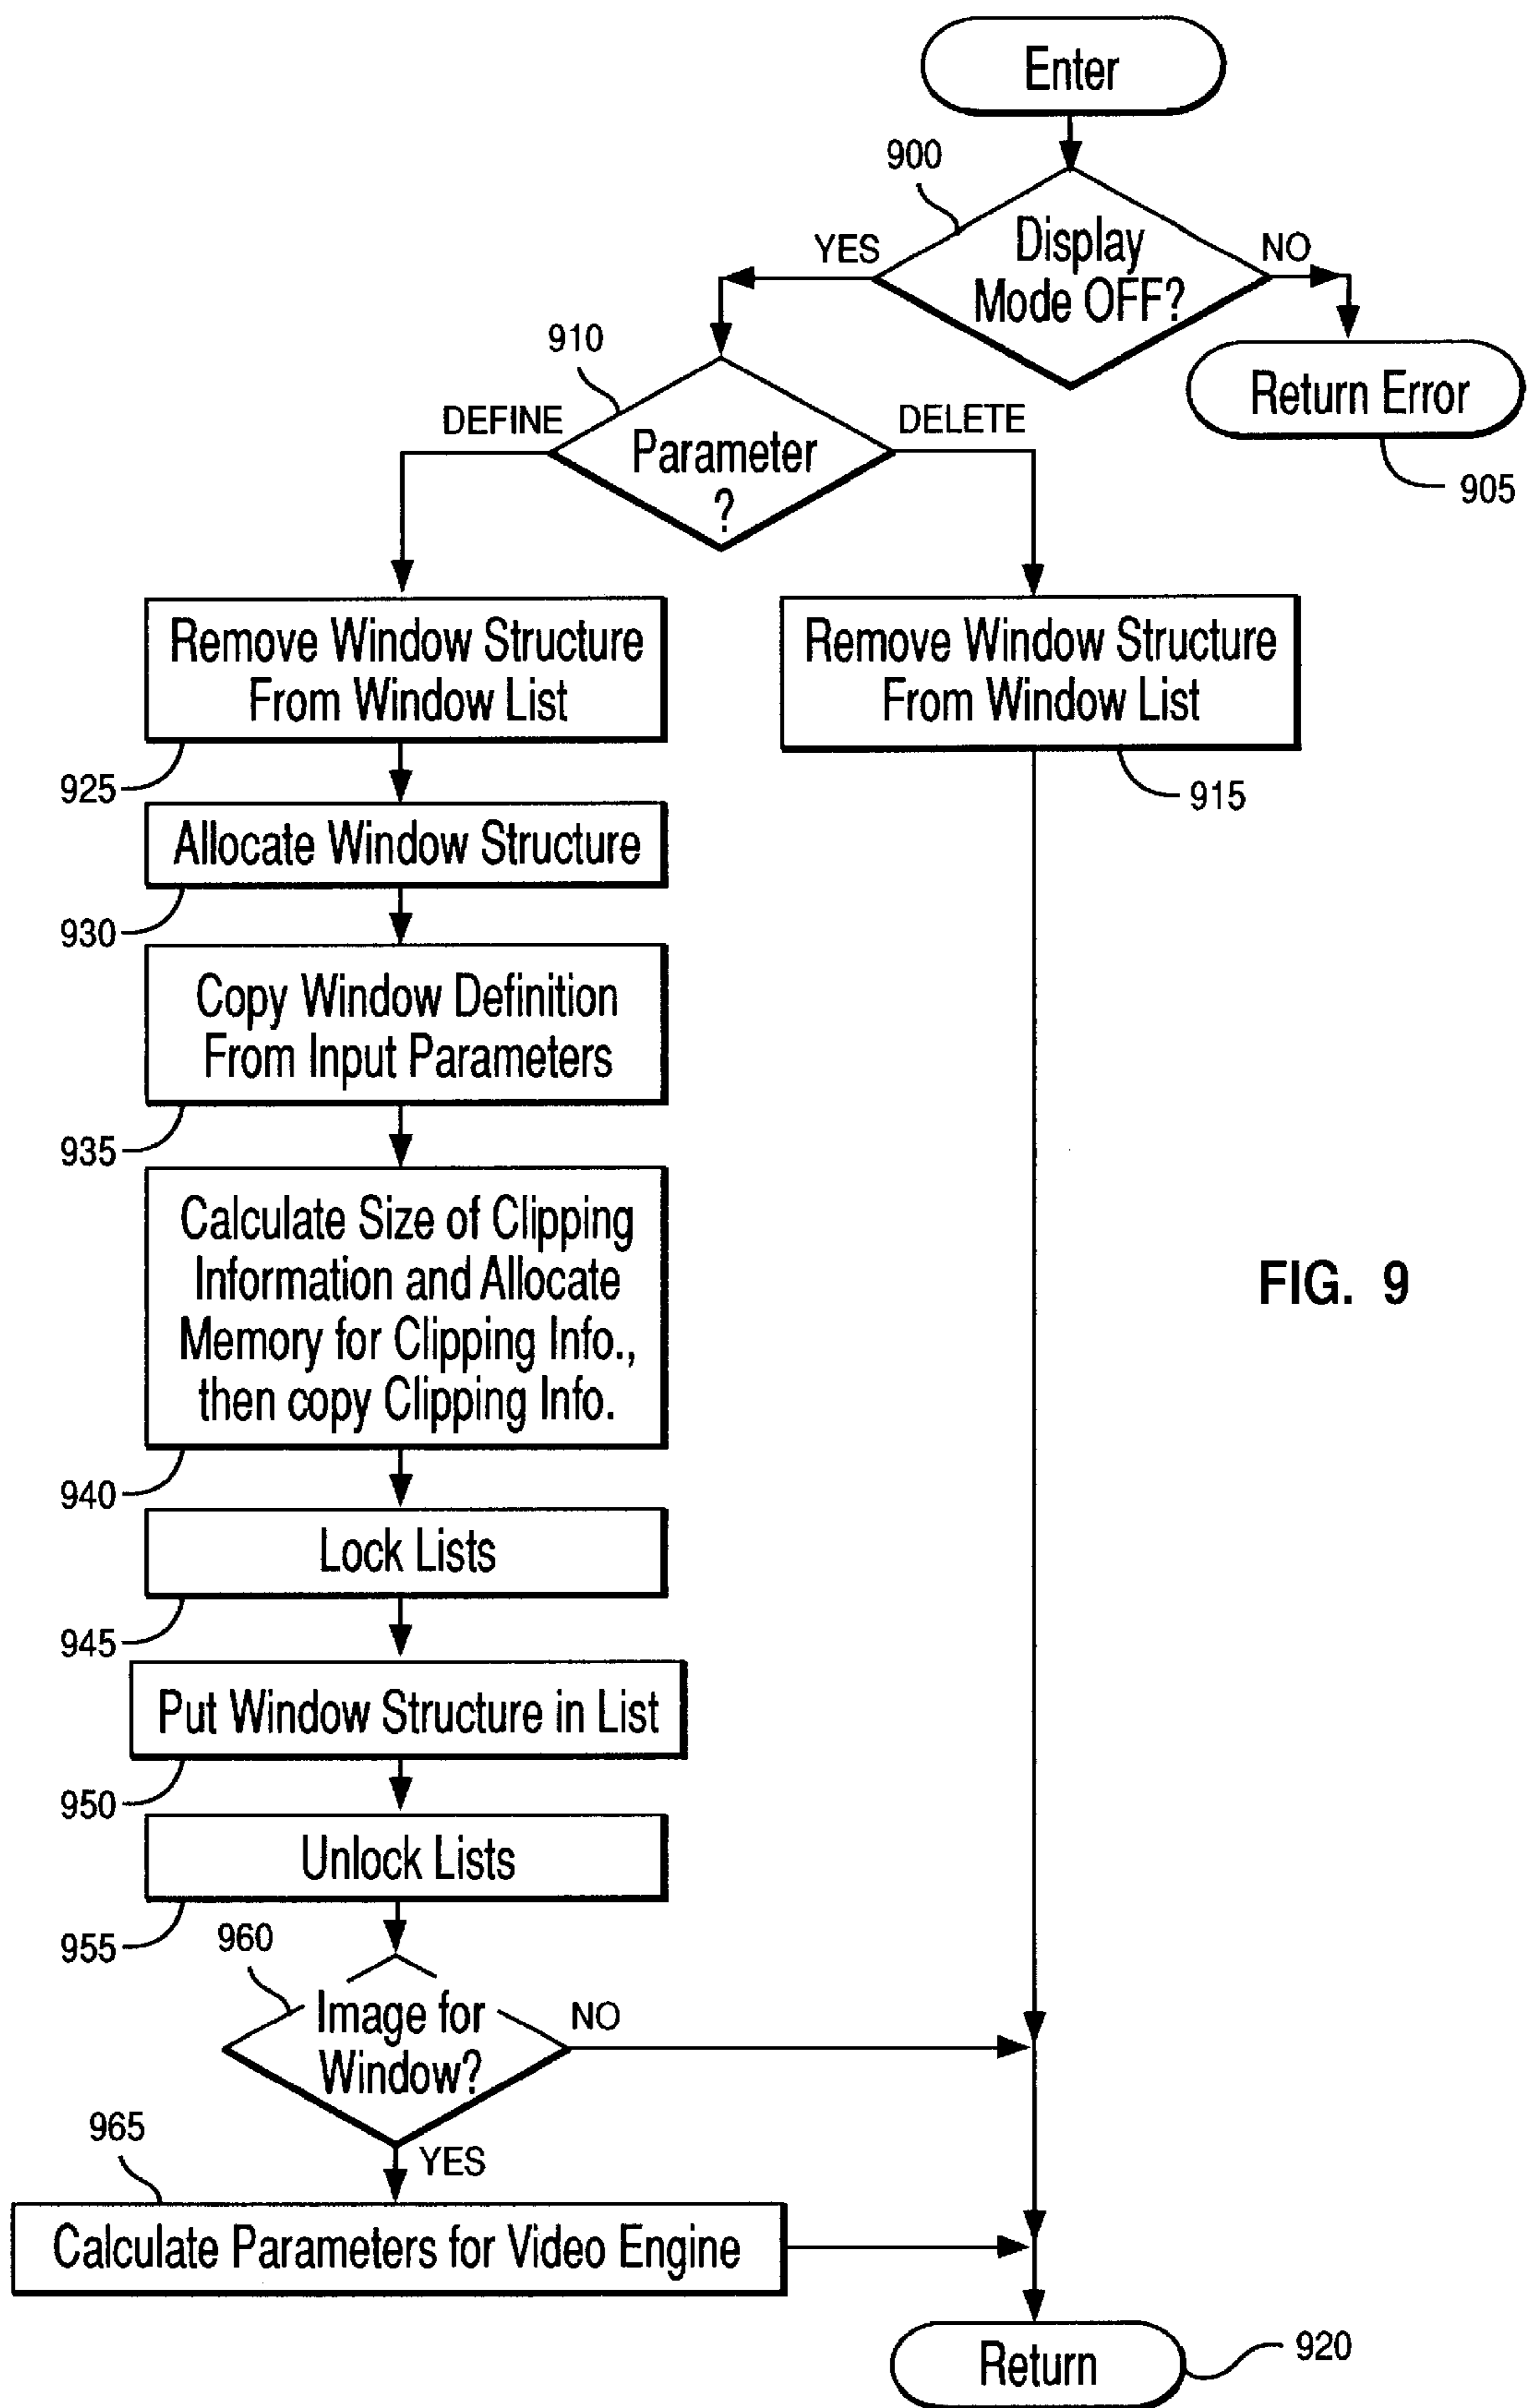 Enter
900
Display
Mode OFF?
YES
NO
Return Error
905
910
Parameter
?
DEFINE
DELETE
Remove Window Structure
From Window List
925
Remove Window Structure
From Window List
915
Allocate Window Structure
930
Copy Window Definition
From Input Parameters
935
Calculate Size of Clipping
Information and Allocate
Memory for Clipping Info.,
then copy Clipping Info.
940
FIG. 9
Lock Lists
945
Put Window Structure in List
950
Unlock Lists
955
960
Image for
Window?
NO
YES
965
Calculate Parameters for Video Engine
Return
920